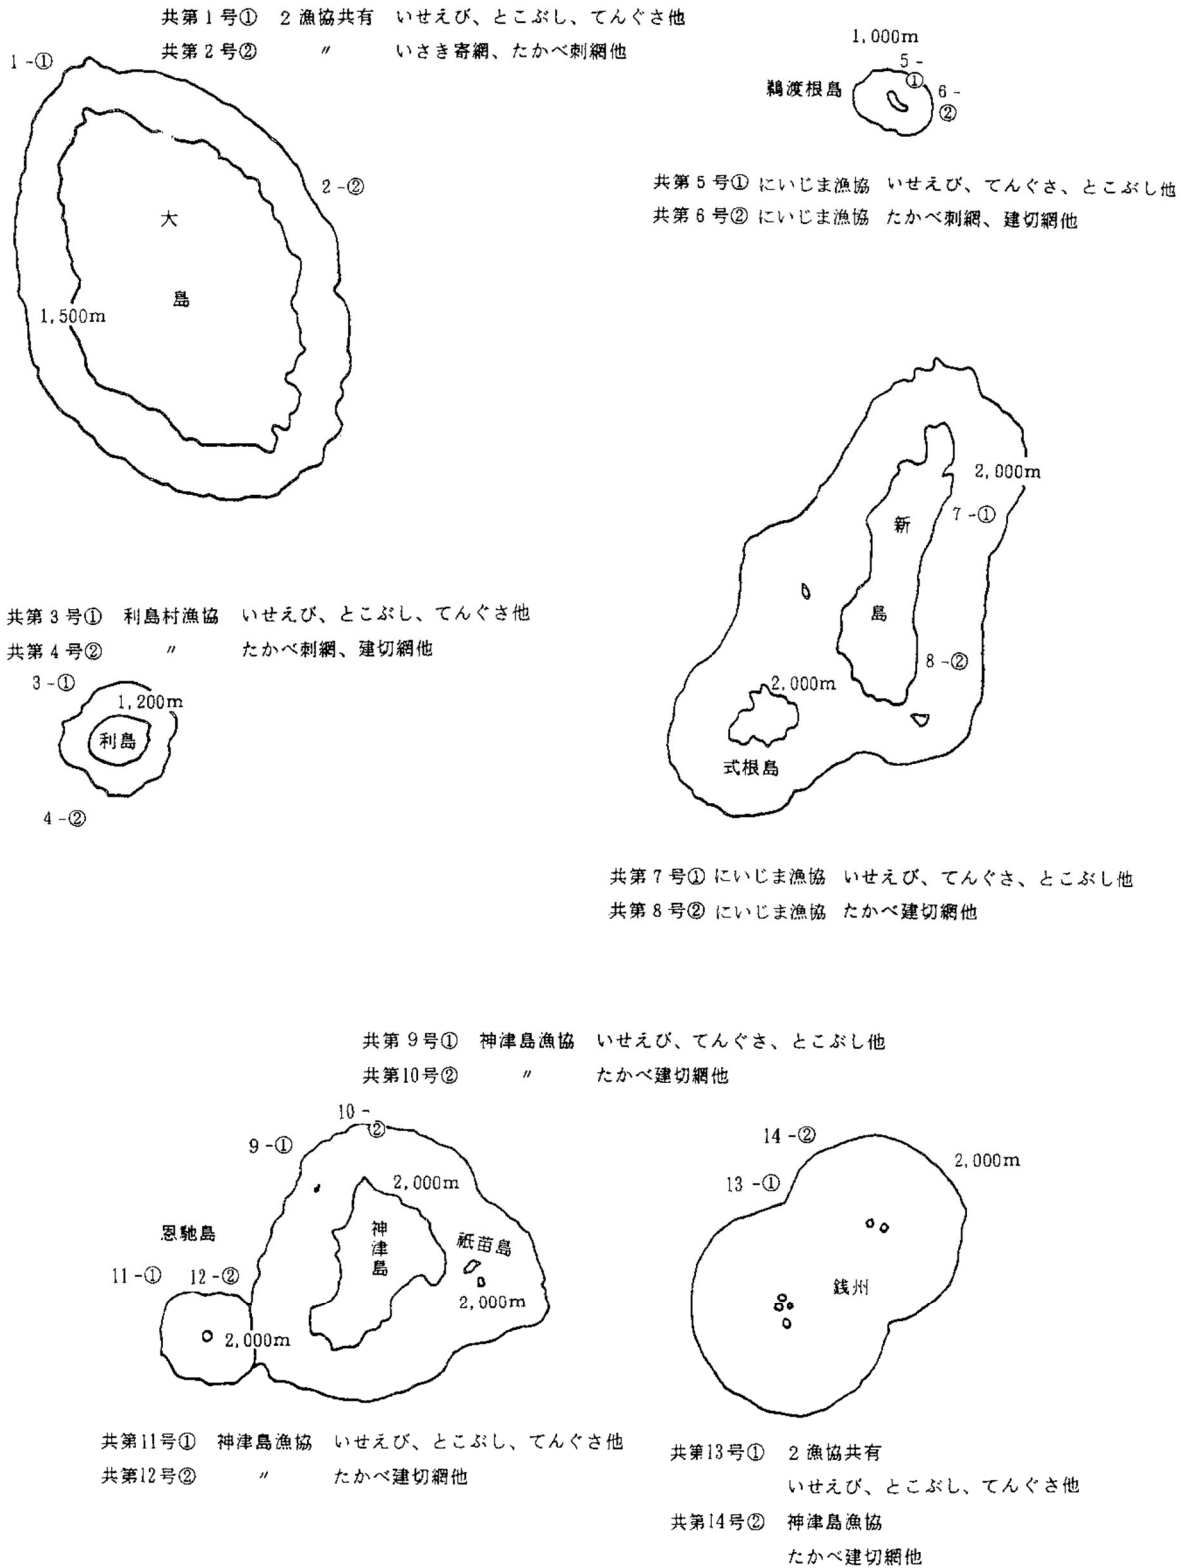 共第1号① 2漁協共有 いせえび、とこぶし、てんぐさ他
共第2号② 〃 いさき寄網、たかべ刺網他
1-①
2-②
大
島
1,500m
1,000m
5-
①
鵜渡根島
6-
②
共第5号① にいじま漁協 いせえび、てんぐさ、とこぶし他
共第6号② にいじま漁協 たかべ刺網、建切網他
2,000m
新
7-①
島
8-②
2,000m
式根島
共第3号① 利島村漁協 いせえび、とこぶし、てんぐさ他
共第4号② 〃 たかべ刺網、建切網他
3-①
1,200m
利島
4-②
共第7号① にいじま漁協 いせえび、てんぐさ、とこぶし他
共第8号② にいじま漁協 たかべ建切網他
共第9号① 神津島漁協 いせえび、てんぐさ、とこぶし他
共第10号② 〃 たかべ建切網他
10-
②
9-①
2,000m
神
津
島
祇苗島
2,000m
恩馳島
11-① 12-②
2,000m
14-②
2,000m
13-①
銭州
共第11号① 神津島漁協 いせえび、とこぶし、てんぐさ他
共第12号② 〃 たかべ建切網他
共第13号① 2漁協共有
いせえび、とこぶし、てんぐさ他
共第14号② 神津島漁協
たかべ建切網他